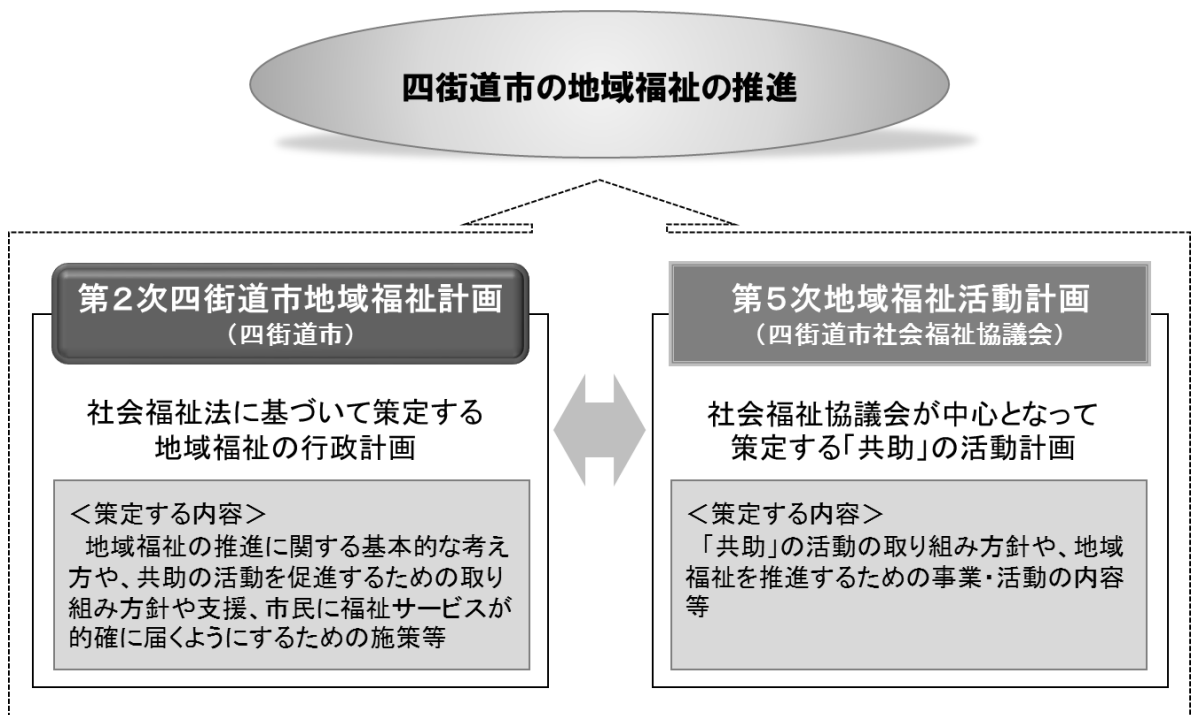 四街道市の地域福祉の推進
第２次四街道市地域福祉計画
（四街道市）
社会福祉法に基づいて策定する
地域福祉の行政計画
＜策定する内容＞
地域福祉の推進に関する基本的な考え
方や、共助の活動を促進するための取り
組み方針や支援、市民に福祉サービスが
的確に届くようにするための施策等
第５次地域福祉活動計画
（四街道市社会福祉協議会）
社会福祉協議会が中心となって
策定する「共助」の活動計画
＜策定する内容＞
「共助」の活動の取り組み方針や、地域
福祉を推進するための事業・活動の内容
等